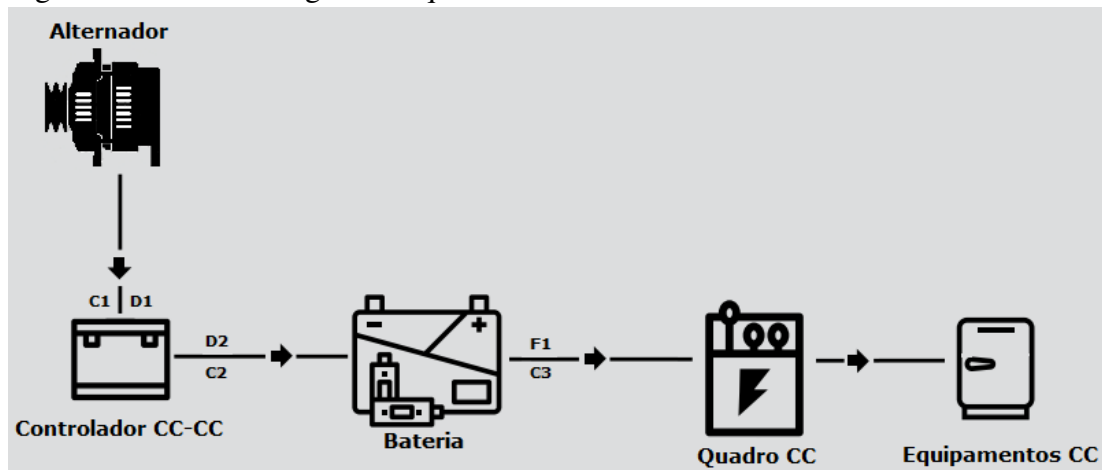 Alternador
C1 D1
D2
C2
F1
C3
Controlador CC-CC
Bateria
Quadro CC
Equipamentos CC